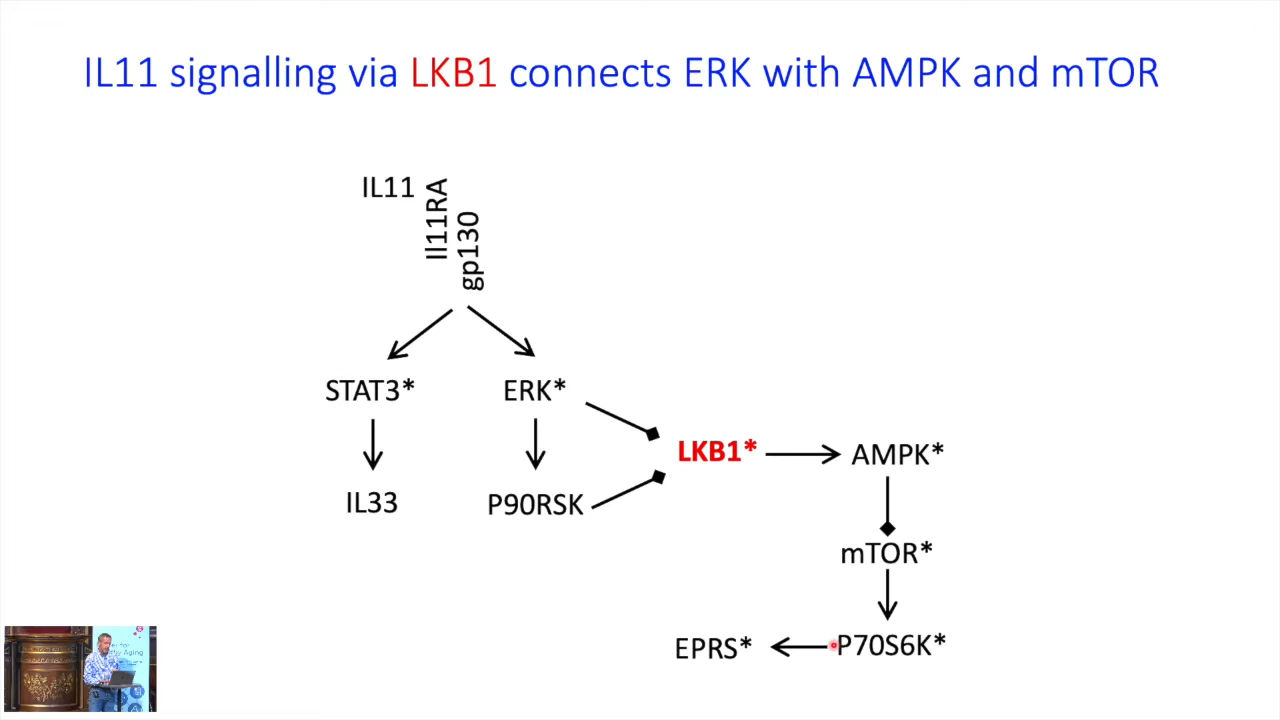 IL11 signalling via LKB1 connects ERK with AMPK and mTOR
IL11
Il11RA
gp130
STAT3*
ERK*
LKB1*
AMPK*
IL33
P90RSK
mTOR*
EPRS*
P70S6K*
Aging